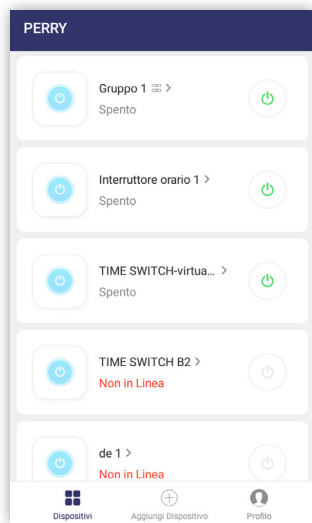 PERRY
Gruppo 1 >
Spento
Interruttore orario 1 >
Spento
TIME SWITCH-virtua... >
Spento
TIME SWITCH B2 >
Non in Linea
de 1 >
Non in Linea
Dispositivi
Aggiungi Dispositivo
Profilo